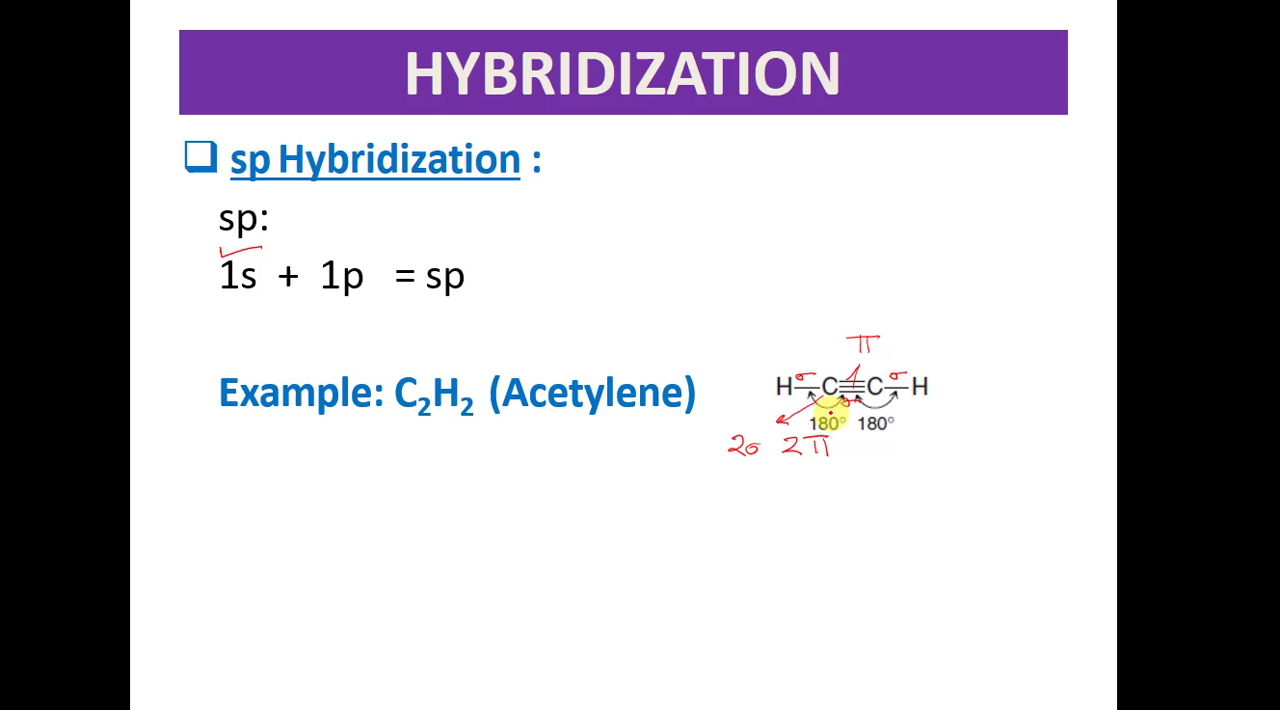 HYBRIDIZATION
❑ sp Hybridization :
sp:
1s + 1p = sp
π
Example: C₂H₂ (Acetylene)
σ σ
H—C≡C—H
σ
180° 180°
2σ 2π